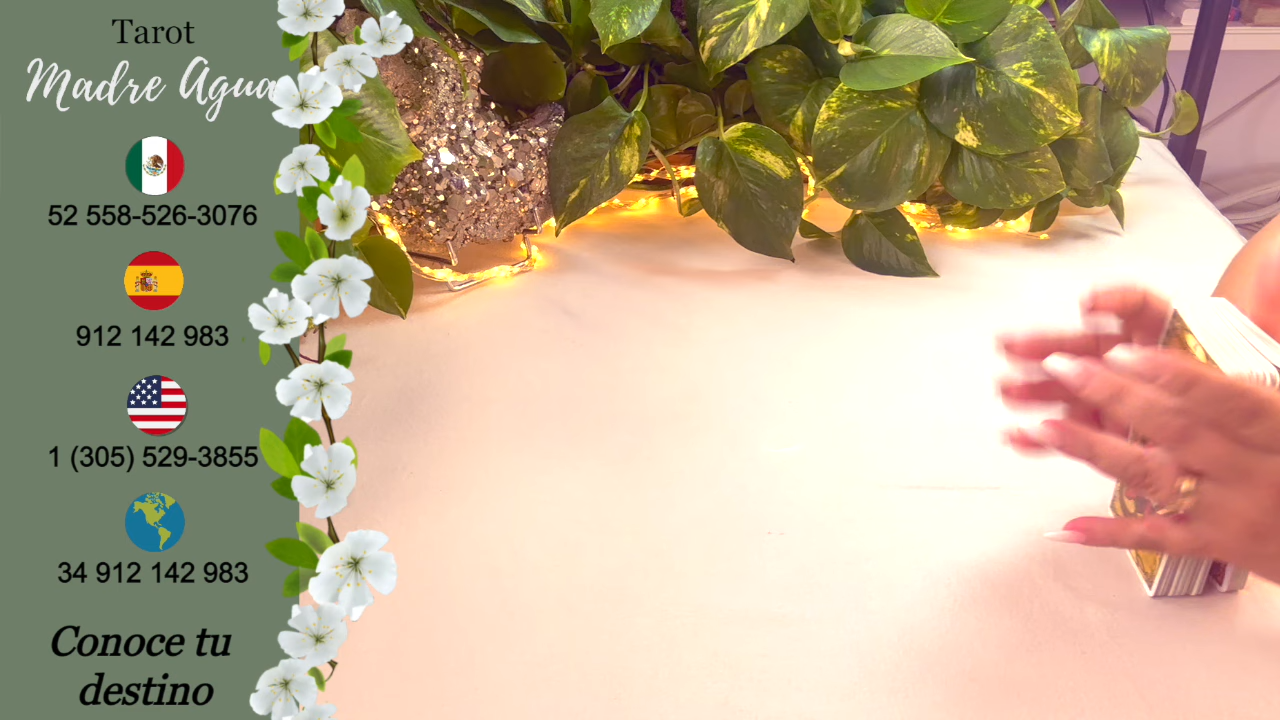 Tarot
Madre Agua
52 558-526-3076
912 142 983
1 (305) 529-3855
34 912 142 983
Conoce tu
destino